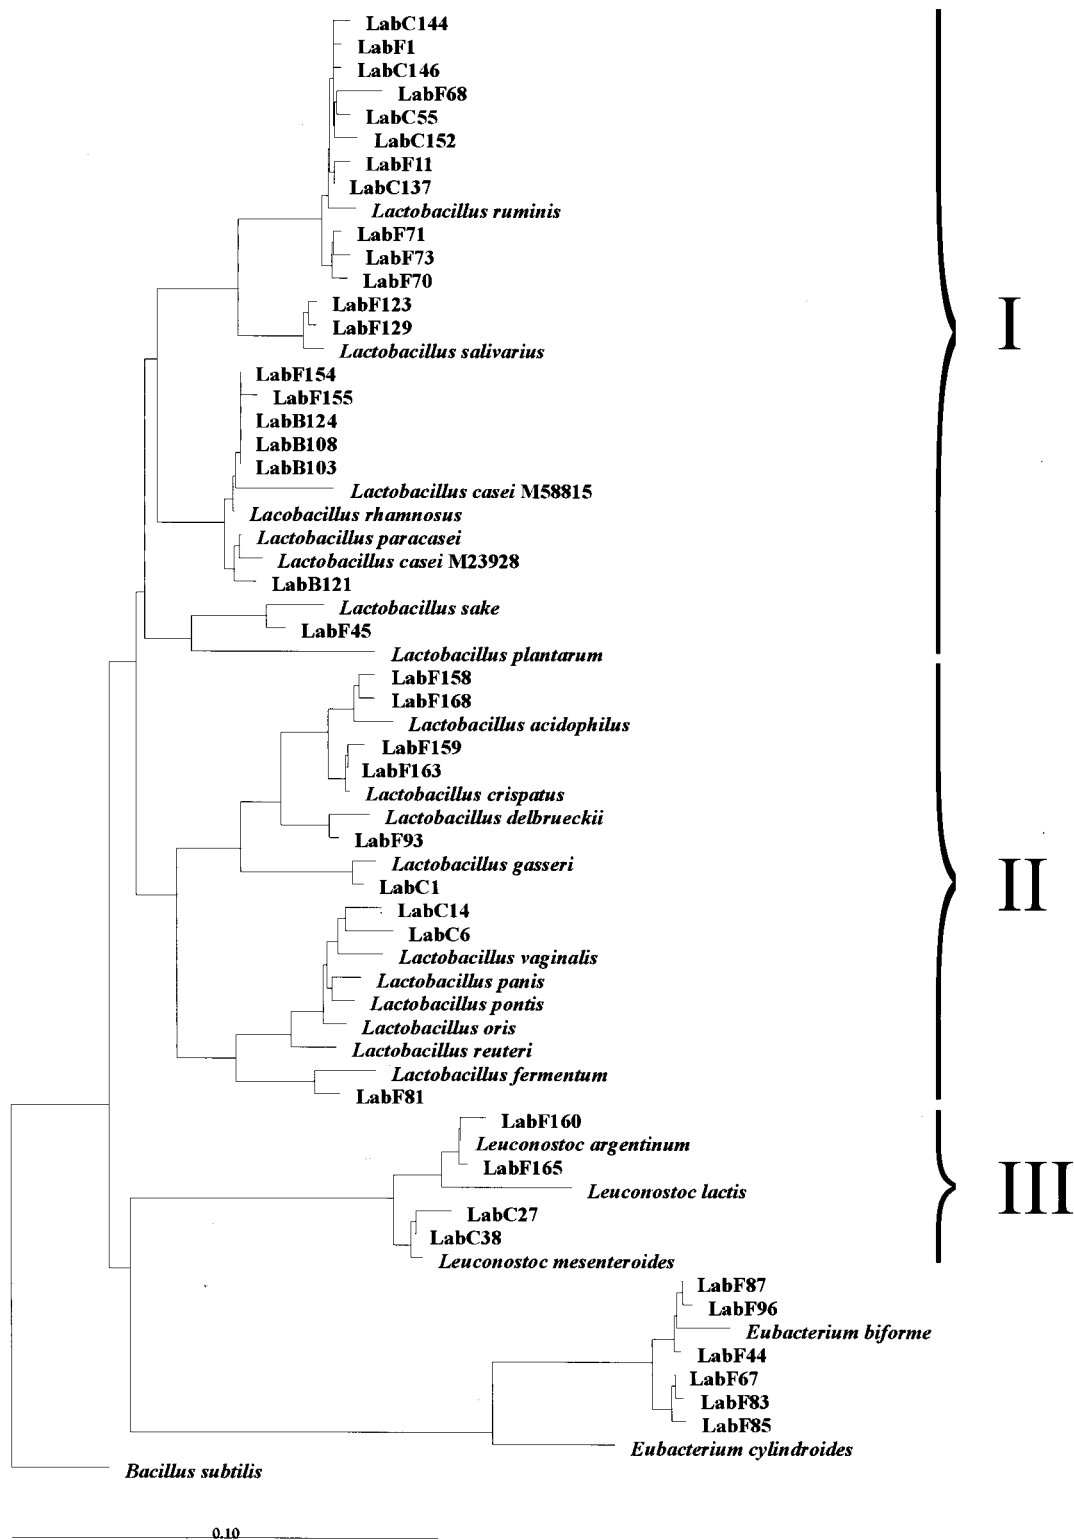 LabC144
LabF1
LabC146
LabF68
LabC55
LabC152
LabF11
LabC137
Lactobacillus ruminis
LabF71
LabF73
LabF70
LabF123
I
LabF129
Lactobacillus salivarius
LabF154
LabF155
LabB124
LabB108
LabB103
Lactobacillus casei M58815
Lacobacillus rhamnosus
Lactobacillus paracasei
Lactobacillus casei M23928
LabB121
Lactobacillus sake
LabF45
Lactobacillus plantarum
LabF158
LabF168
Lactobacillus acidophilus
LabF159
LabF163
Lactobacillus crispatus
Lactobacillus delbrueckii
LabF93
Lactobacillus gasseri
II
LabC1
LabC14
LabC6
Lactobacillus vaginalis
Lactobacillus panis
Lactobacillus pontis
Lactobacillus oris
Lactobacillus reuteri
Lactobacillus fermentum
LabF81
LabF160
Leuconostoc argentinum
LabF165
III
Leuconostoc lactis
LabC27
LabC38
Leuconostoc mesenteroides
LabF87
LabF96
Eubacterium biforme
LabF44
LabF67
LabF83
LabF85
Eubacterium cylindroides
Bacillus subtilis
0.10